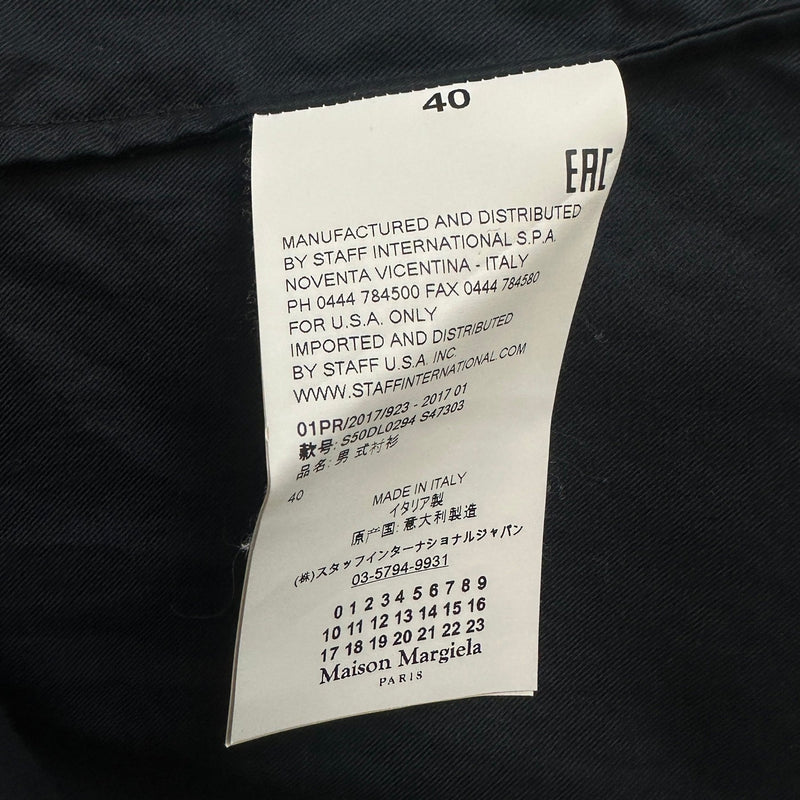 40
EAC
MANUFACTURED AND DISTRIBUTED
BY STAFF INTERNATIONAL S.P.A.
NOVENTA VICENTINA - ITALY
PH 0444 784500 FAX 0444 784580
FOR U.S.A. ONLY
IMPORTED AND DISTRIBUTED
BY STAFF U.S.A. INC.
WWW.STAFFINTERNATIONAL.COM
01PR/2017/923 - 2017 01
款号: S50DL0294 S47303
品名: 男式衬衫
40
MADE IN ITALY
イタリア製
原产国: 意大利製造
(株)スタッフインターナショナルジャパン
03-5794-9931
0 1 2 3 4 5 6 7 8 9
10 11 12 13 14 15 16
17 18 19 20 21 22 23
Maison Margiela
PARIS